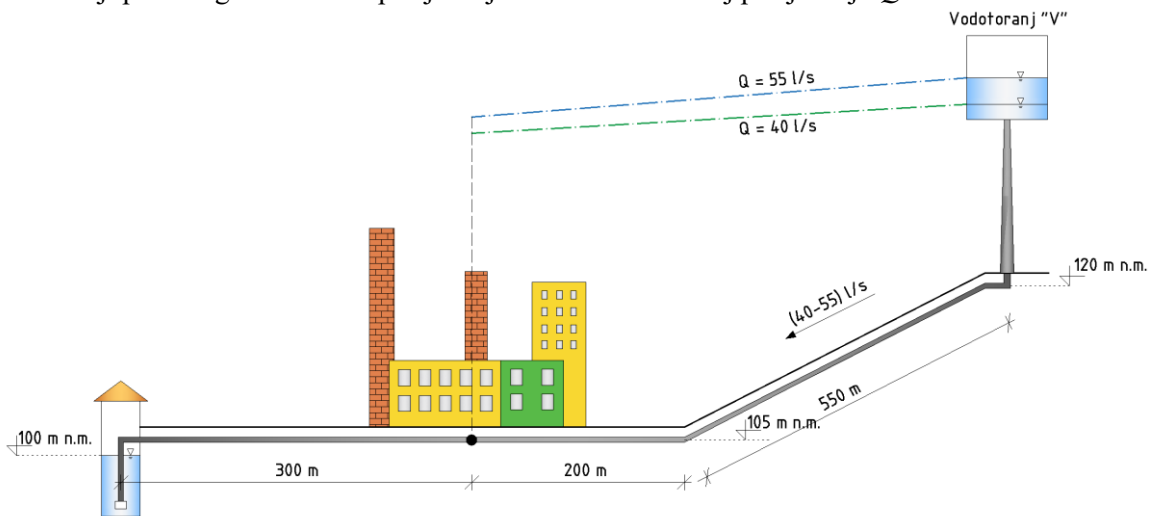 Vodotoranj "V"
Q = 55 l/s
Q = 40 l/s
120 m n.m.
(40-55) l/s
550 m
105 m n.m.
100 m n.m.
300 m
200 m